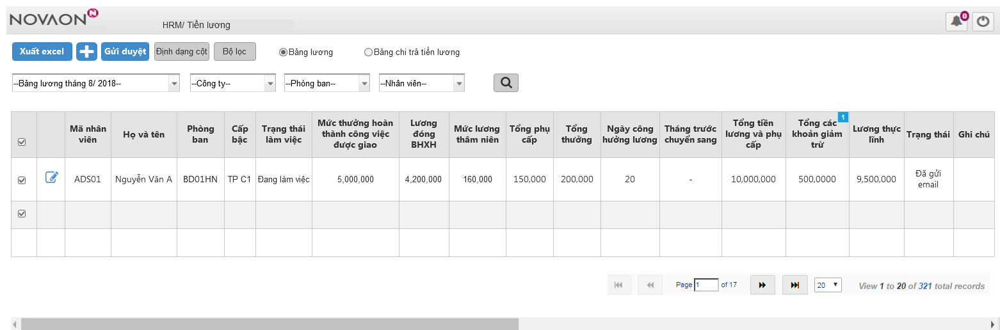 NOVAON N
HRM/ Tiền lương
0
Xuất excel
Gửi duyệt
Định dạng cột
Bộ lọc
Bảng lương
Bảng chi trả tiền lương
--Bảng lương tháng 8/ 2018--
--Công ty--
--Phòng ban--
--Nhân viên--
Mã nhân
viên
Họ và tên
Phòng
ban
Cấp
bậc
Trạng thái
làm việc
Mức thưởng hoàn
thành công việc
được giao
Lương
đóng
BHXH
Mức lương
thâm niên
Tổng phụ
cấp
Tổng
thưởng
Ngày công
hưởng lương
Tháng trước
chuyển sang
Tổng tiền
lương và phụ
cấp
1
Tổng các
khoản giảm
trừ
Lương thực
lĩnh
Trạng thái
Ghi chú
ADS01
Nguyễn Văn A
BD01HN
TP C1
Đang làm việc
5,000,000
4,200,000
160,000
150,000
200,000
20
-
10,000,000
500,0000
9,500,000
Đã gửi
email
Page 1 of 17
20
View 1 to 20 of 321 total records